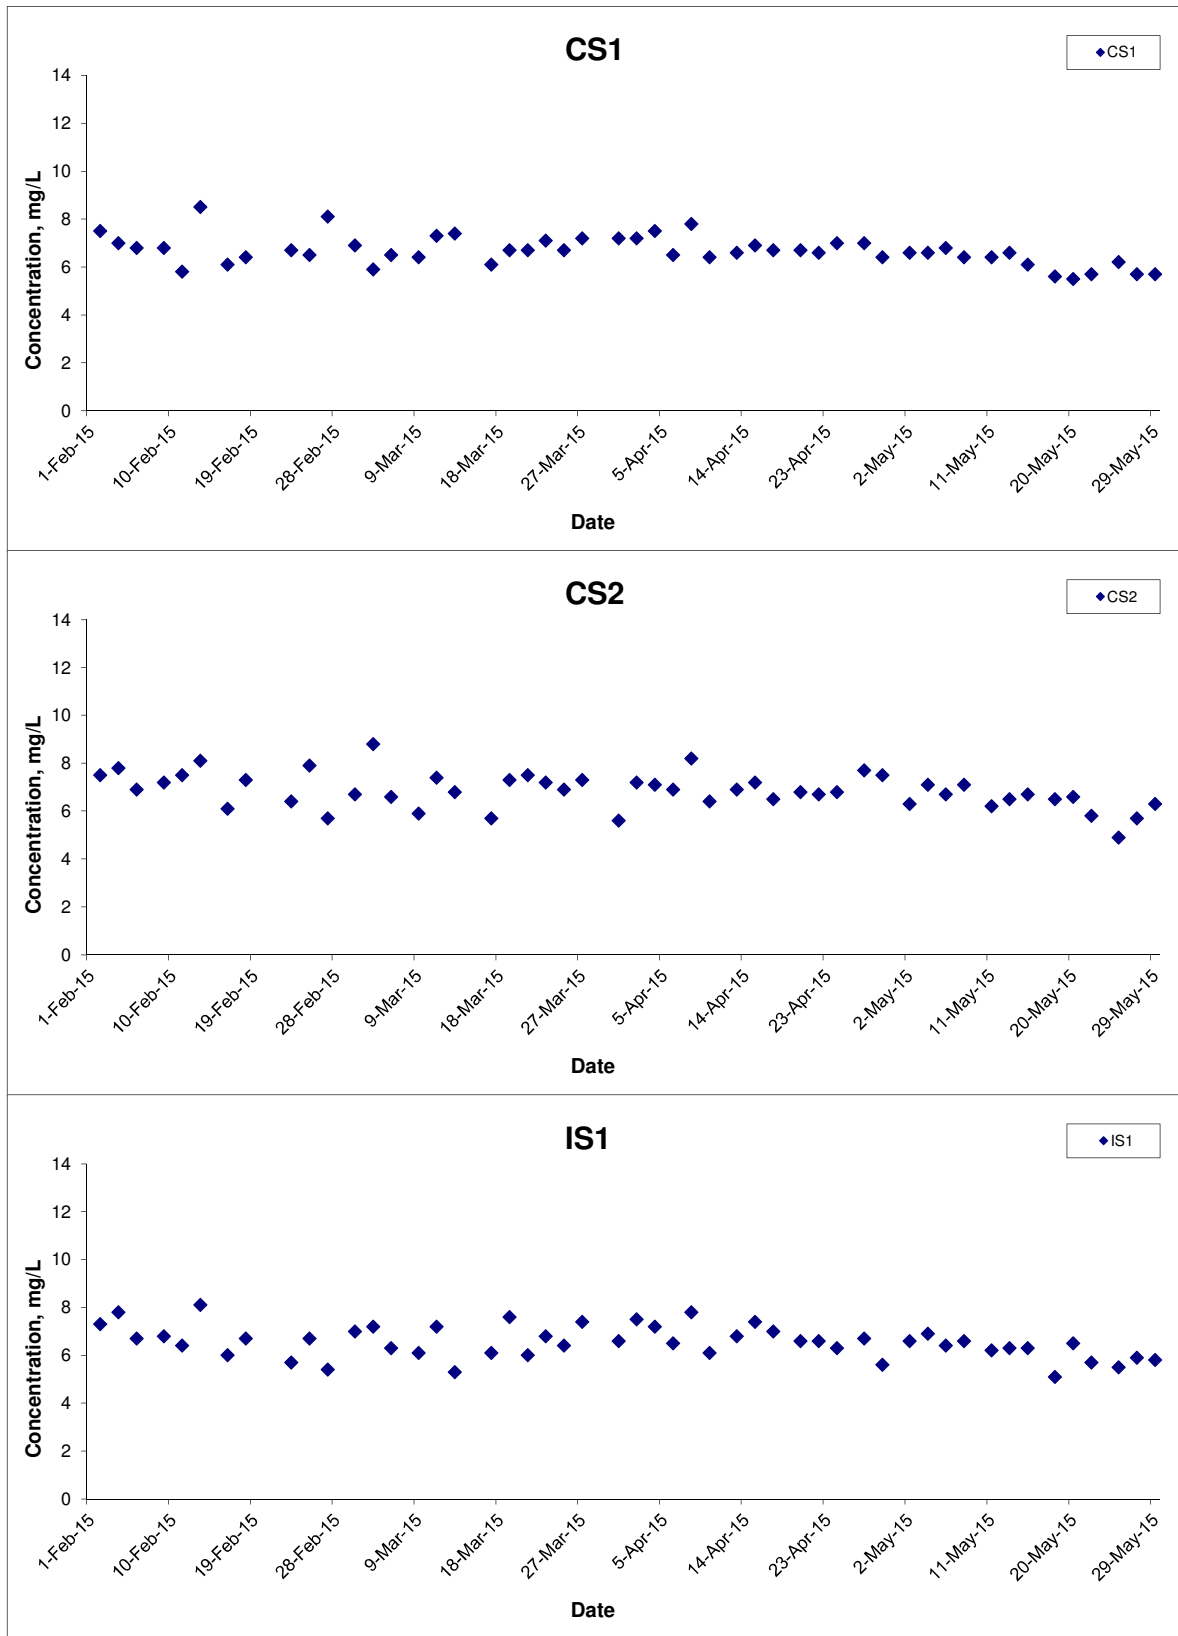 CS1
CS1
14
12
10
8
6
4
2
0
Concentration, mg/L
1-Feb-15
10-Feb-15
19-Feb-15
28-Feb-15
9-Mar-15
18-Mar-15
27-Mar-15
5-Apr-15
14-Apr-15
23-Apr-15
2-May-15
11-May-15
20-May-15
29-May-15
Date
CS2
CS2
14
12
10
8
6
4
2
0
Concentration, mg/L
1-Feb-15
10-Feb-15
19-Feb-15
28-Feb-15
9-Mar-15
18-Mar-15
27-Mar-15
5-Apr-15
14-Apr-15
23-Apr-15
2-May-15
11-May-15
20-May-15
29-May-15
Date
IS1
IS1
14
12
10
8
6
4
2
0
Concentration, mg/L
1-Feb-15
10-Feb-15
19-Feb-15
28-Feb-15
9-Mar-15
18-Mar-15
27-Mar-15
5-Apr-15
14-Apr-15
23-Apr-15
2-May-15
11-May-15
20-May-15
29-May-15
Date